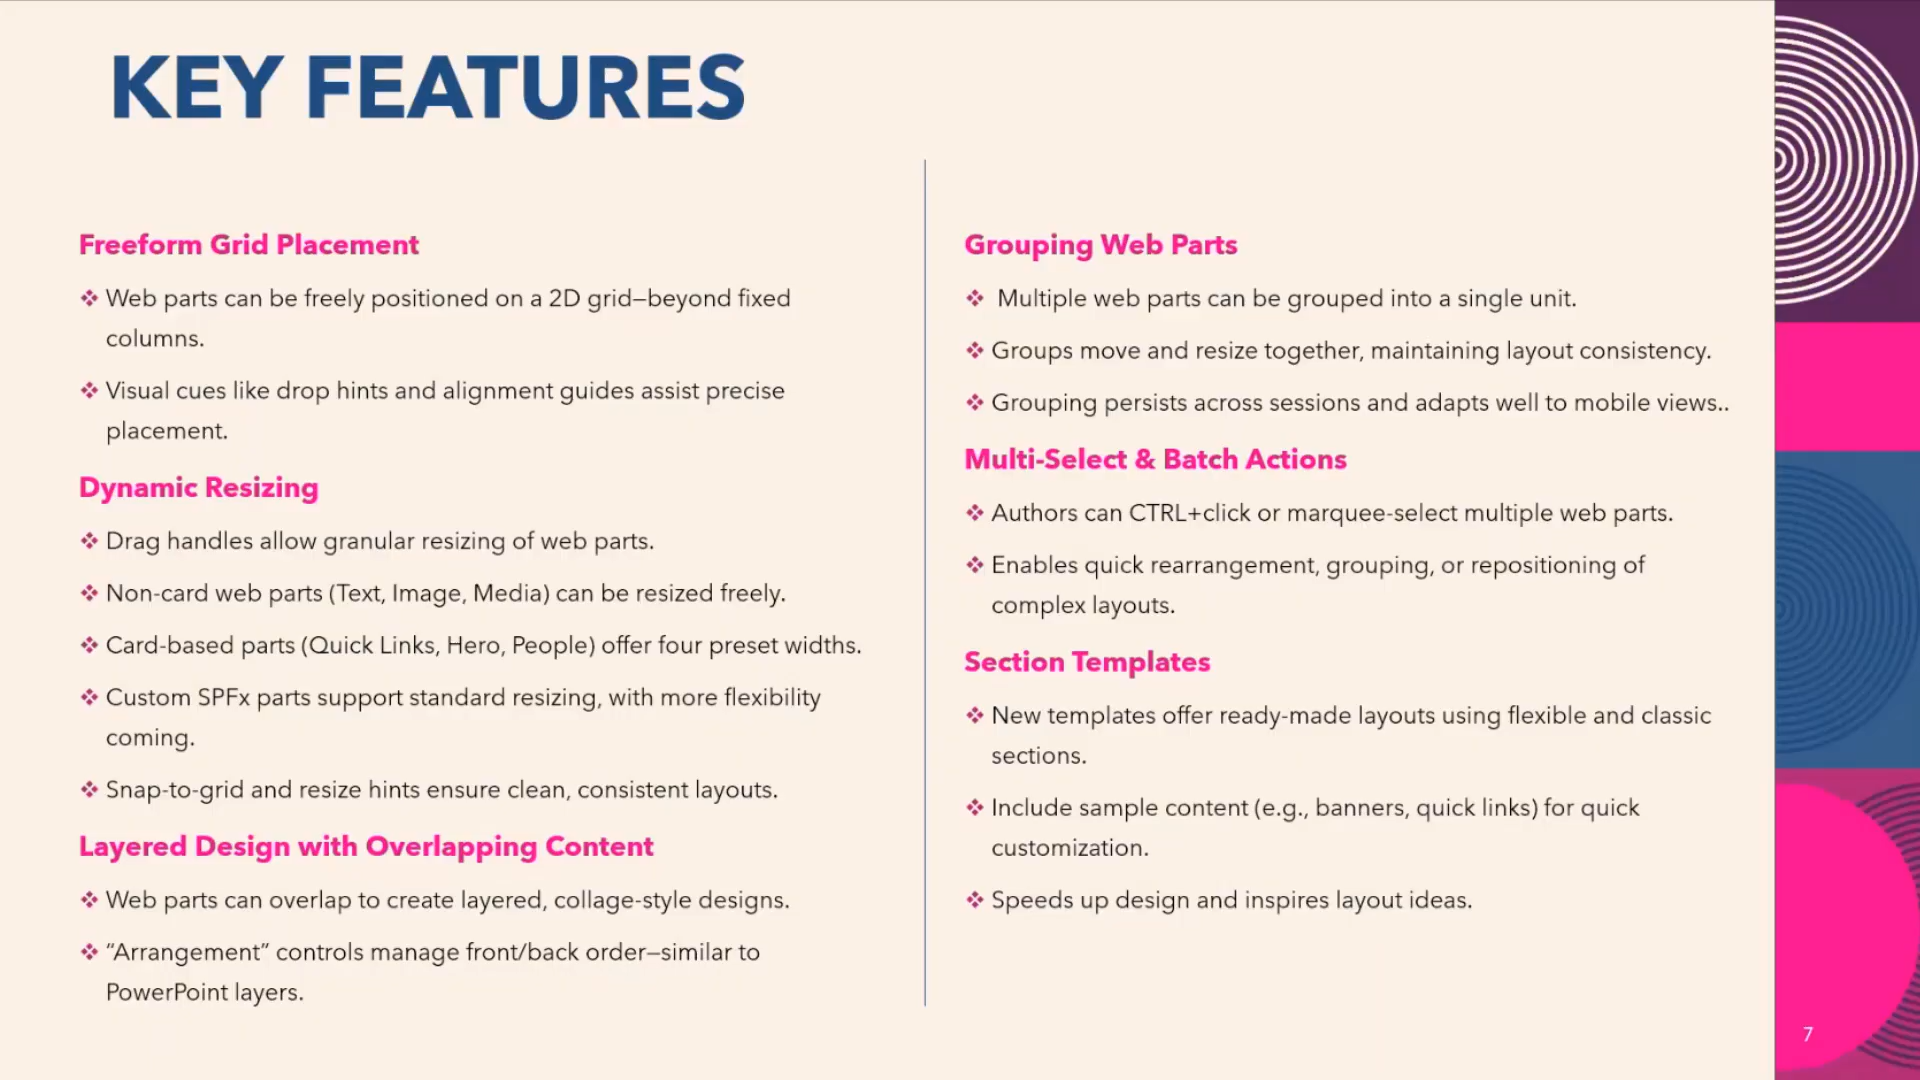 KEY FEATURES
Freeform Grid Placement
❖ Web parts can be freely positioned on a 2D grid—beyond fixed
columns.
❖ Visual cues like drop hints and alignment guides assist precise
placement.
Dynamic Resizing
❖ Drag handles allow granular resizing of web parts.
❖ Non-card web parts (Text, Image, Media) can be resized freely.
❖ Card-based parts (Quick Links, Hero, People) offer four preset widths.
❖ Custom SPFx parts support standard resizing, with more flexibility
coming.
❖ Snap-to-grid and resize hints ensure clean, consistent layouts.
Layered Design with Overlapping Content
❖ Web parts can overlap to create layered, collage-style designs.
❖ “Arrangement” controls manage front/back order—similar to
PowerPoint layers.
Grouping Web Parts
❖ Multiple web parts can be grouped into a single unit.
❖ Groups move and resize together, maintaining layout consistency.
❖ Grouping persists across sessions and adapts well to mobile views..
Multi-Select & Batch Actions
❖ Authors can CTRL+click or marquee-select multiple web parts.
❖ Enables quick rearrangement, grouping, or repositioning of
complex layouts.
Section Templates
❖ New templates offer ready-made layouts using flexible and classic
sections.
❖ Include sample content (e.g., banners, quick links) for quick
customization.
❖ Speeds up design and inspires layout ideas.
7